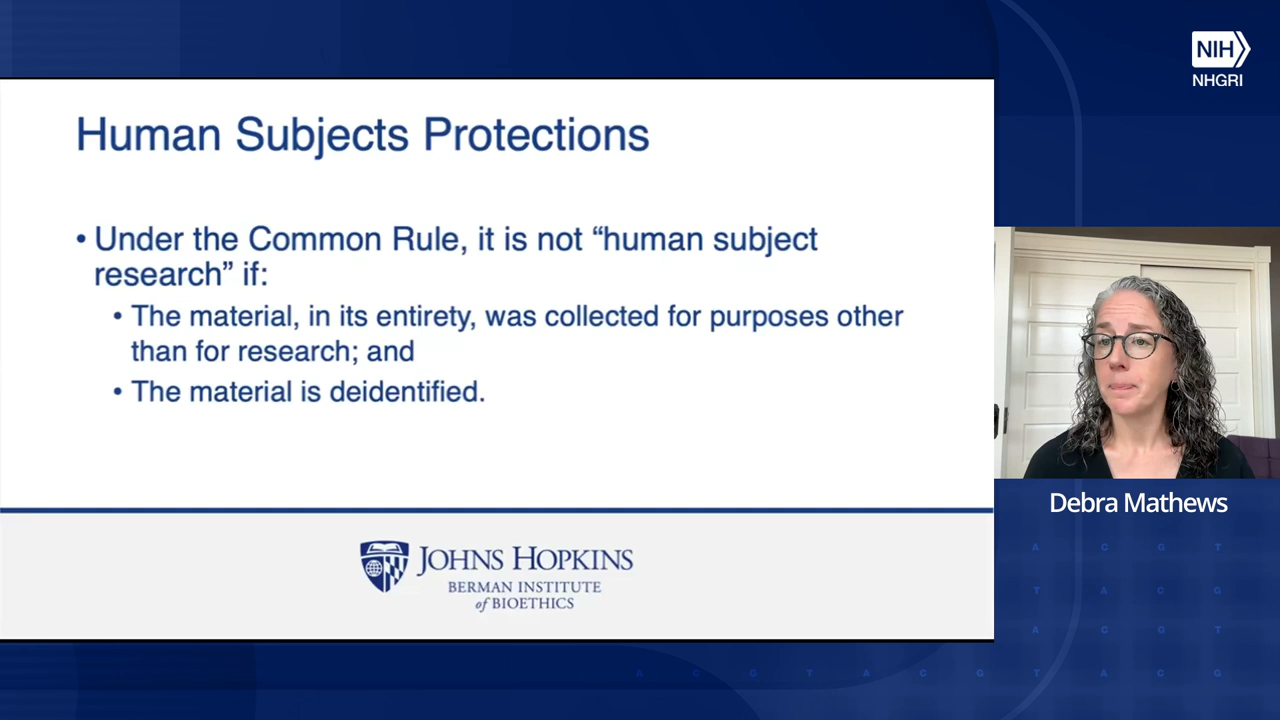 NIH
NHGRI
Human Subjects Protections
• Under the Common Rule, it is not “human subject
research” if:
• The material, in its entirety, was collected for purposes other
than for research; and
• The material is deidentified.
Debra Mathews
JOHNS HOPKINS
BERMAN INSTITUTE
of BIOETHICS
A C G T
T A C G
A C G T
A C G T A C G T A C G